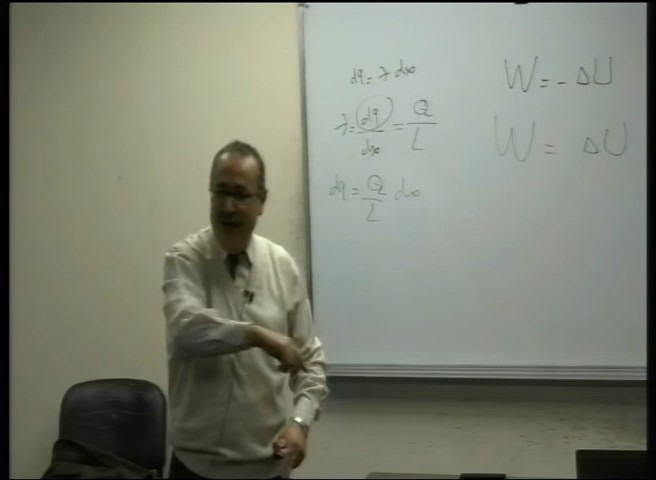 dq = λ dx
λ = dq/dx = Q/L
dq = Q/L dx
W = - ΔU
W = ΔU